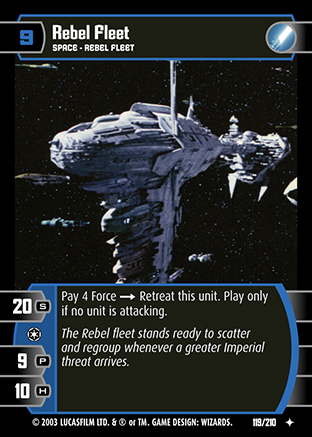 9 Rebel Fleet
SPACE - REBEL FLEET
20 S
Pay 4 Force → Retreat this unit. Play only
if no unit is attacking.
The Rebel fleet stands ready to scatter
and regroup whenever a greater Imperial
threat arrives.
9 P
10 H
© 2003 LUCASFILM LTD. & ® or TM. GAME DESIGN: WIZARDS. 119/210